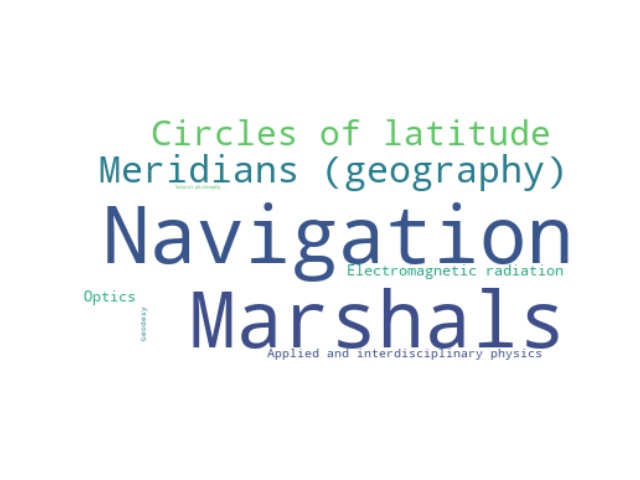 Circles of latitude
Meridians (geography)
Natural philosophy
Navigation
Electromagnetic radiation
Optics
Geodesy
Marshals
Applied and interdisciplinary physics